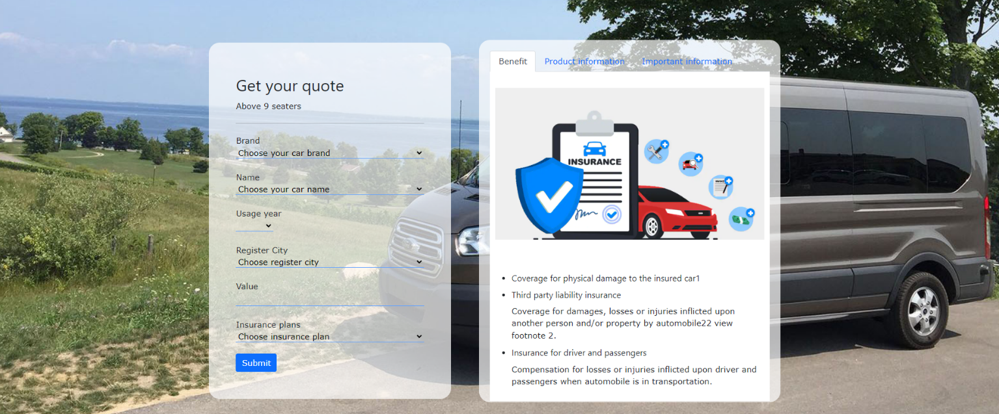 Get your quote
Above 9 seaters
Brand
Choose your car brand
Name
Choose your car name
Usage year
Register City
Choose register city
Value
Insurance plans
Choose insurance plan
Submit
Benefit Product information Important information
INSURANCE
INVOICE
Coverage for physical damage to the insured car1
Third party liability insurance
Coverage for damages, losses or injuries inflicted upon
another person and/or property by automobile22 view
footnote 2.
Insurance for driver and passengers
Compensation for losses or injuries inflicted upon driver and
passengers when automobile is in transportation.